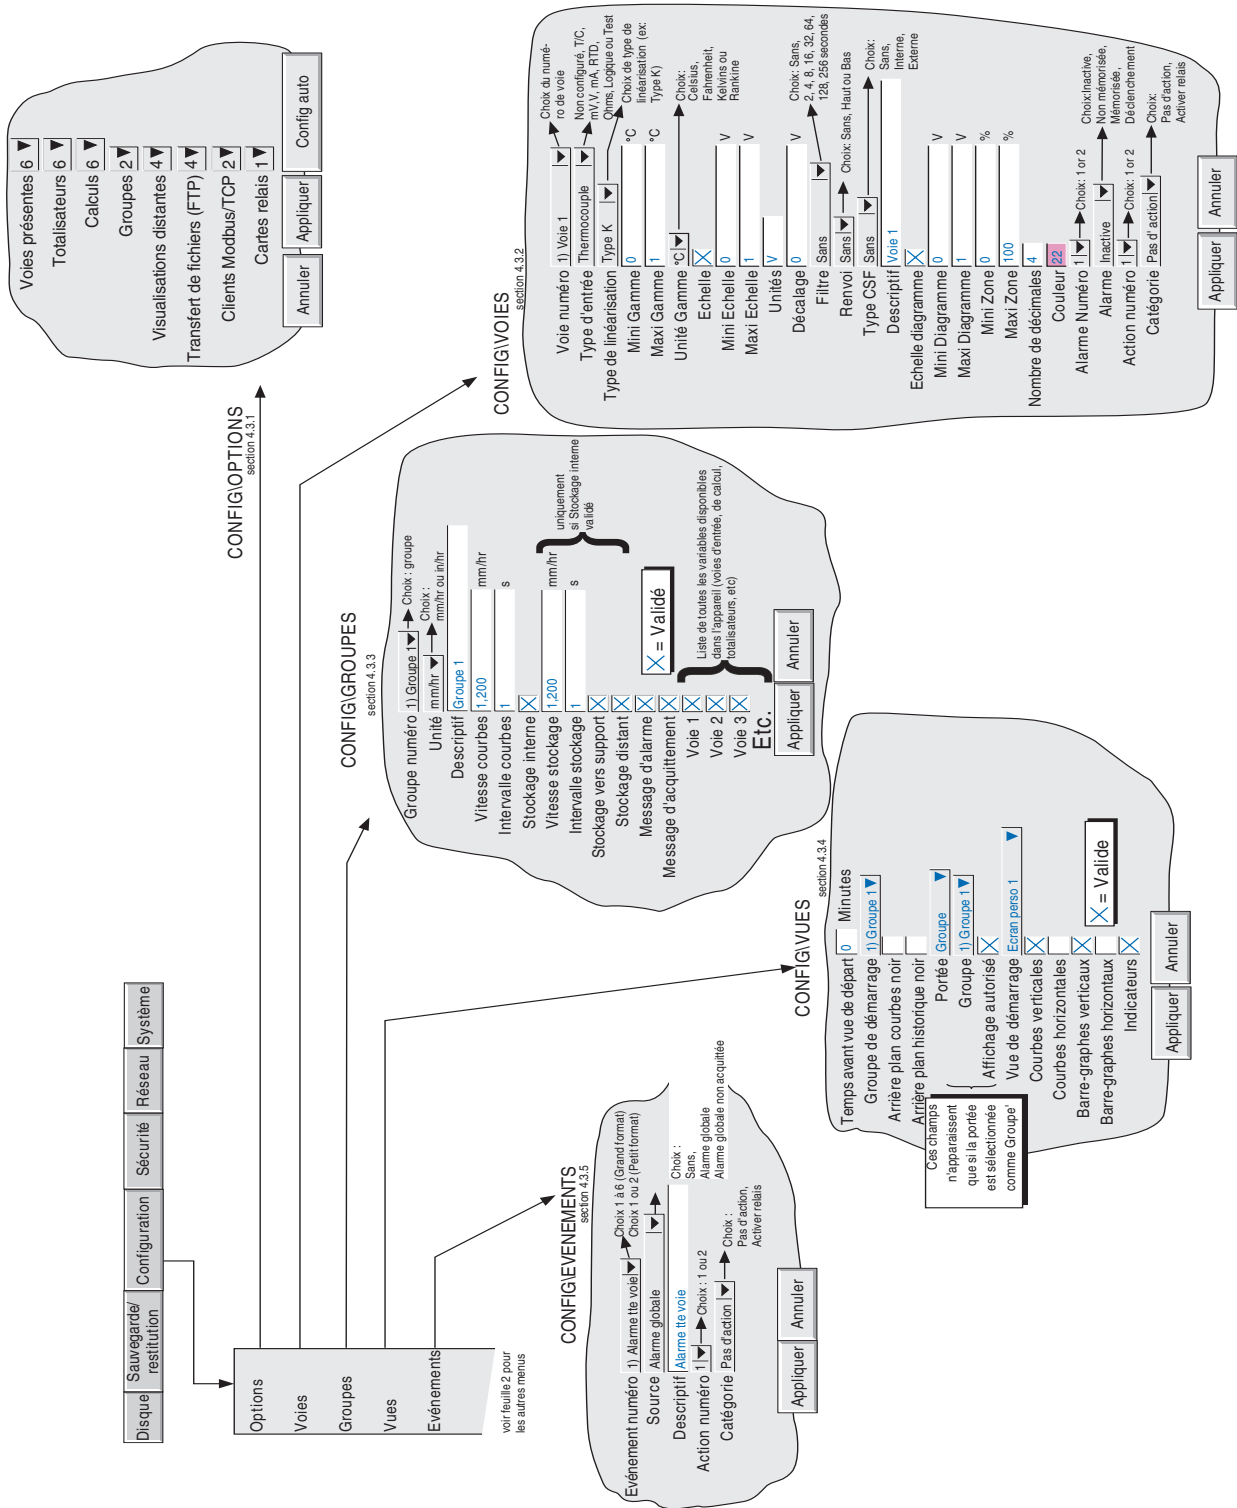 Disque
Sauvegarde/
restitution
Configuration
Sécurité
Réseau
Système
Options
Voies
Groupes
Vues
Evénements
voir feuille 2 pour
les autres menus
CONFIG\OPTIONS
section 4.3.1
Voies présentes 6
Totalisateurs 6
Calculs 6
Groupes 2
Visualisations distantes 4
Transfert de fichiers (FTP) 4
Clients Modbus/TCP 2
Cartes relais 1
Annuler
Appliquer
Config auto
CONFIG\VOIES
section 4.3.2
Voie numéro 1) Voie 1
Choix du numé-
ro de voie
Type d'entrée Thermocouple
Non configuré, T/C,
mV,V, mA, RTD,
Ohms, Logique ou Test
Type de linéarisation Type K
Choix de type de
linéarisation (ex:
Type K)
Mini Gamme 0 °C
Maxi Gamme 1 °C
Unité Gamme °C
Choix:
Celsius,
Fahrenheit,
Kelvins ou
Rankine
Echelle X
Mini Echelle 0 V
Maxi Echelle 1 V
Unités V
Décalage 0 V
Filtre Sans
Choix: Sans,
2, 4, 8, 16, 32, 64,
128, 256 secondes
Renvoi Sans
Choix: Sans, Haut ou Bas
Type CSF Sans
Choix:
Sans,
Interne,
Externe
Descriptif Voie 1
Echelle diagramme X
Mini Diagramme 0 V
Maxi Diagramme 1 V
Mini Zone 0 %
Maxi Zone 100 %
Nombre de décimales 4
Couleur 22
Alarme Numéro 1 Choix: 1 or 2
Alarme Inactive
Choix:Inactive,
Non mémorisée,
Mémorisée,
Déclenchement
Action numéro 1 Choix: 1 or 2
Catégorie Pas d' action
Choix:
Pas d'action,
Activer relais
Appliquer
Annuler
CONFIG\GROUPES
section 4.3.3
Groupe numéro 1) Groupe 1 Choix : groupe
Unité mm/hr
Choix :
mm/hr ou in/hr
Descriptif Groupe 1
Vitesse courbes 1,200 mm/hr
Intervalle courbes 1 s
Stockage interne X
Vitesse stockage 1,200 mm/hr
Intervalle stockage 1 s
uniquement
si Stockage interne
validé
Stockage vers support X
Stockage distant X
Message d'alarme X
Message d'acquittement X
X = Validé
Voie 1 X
Voie 2 X
Voie 3 X
Etc.
Liste de toutes les variables disponibles
dans l'appareil (voies d'entrée, de calcul,
totalisateurs, etc)
Appliquer
Annuler
CONFIG\VUES
section 4.3.4
Temps avant vue de départ 0 Minutes
Groupe de démarrage 1) Groupe 1
Arrière plan courbes noir
Arrière plan historique noir
Portée Groupe
Groupe 1) Groupe 1
Affichage autorisé X
Ces champs
n'apparaissent
que si la portée
est sélectionnée
comme Groupe'
Vue de démarrage Ecran perso 1
Courbes verticales X
Courbes horizontales
Barre-graphes verticaux X
Barre-graphes horizontaux
Indicateurs X
X = Valide
Appliquer
Annuler
CONFIG\EVENEMENTS
section 4.3.5
Evénement numéro 1) Alarme tte voie
Choix 1 à 6 (Grand format)
Choix 1 ou 2 (Petit format)
Source Alarme globale
Choix :
Sans,
Alarme globale
Alarme globale non acquittée
Descriptif Alarme tte voie
Action numéro 1 Choix : 1 ou 2
Catégorie Pas d'action
Choix :
Pas d'action,
Activer relais
Appliquer
Annuler